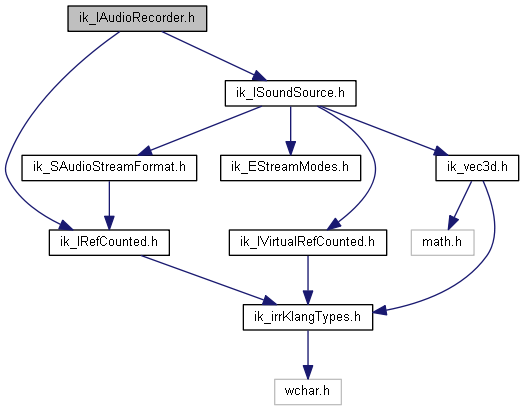 ik_IAudioRecorder.h
ik_ISoundSource.h
ik_SAudioStreamFormat.h
ik_EStreamModes.h
ik_vec3d.h
ik_IRefCounted.h
ik_IVirtualRefCounted.h
math.h
ik_irrKlangTypes.h
wchar.h